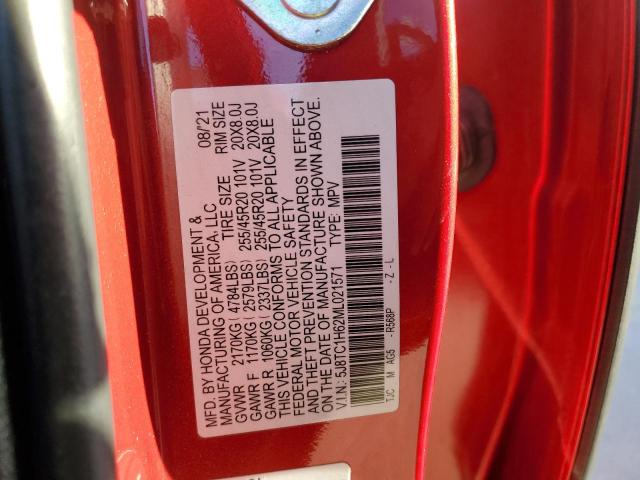 MFD. BY HONDA DEVELOPMENT & 08/21
MANUFACTURING OF AMERICA, LLC
TIRE SIZE RIM SIZE
GVWR 2170KG ( 4784LBS) 255/45R20 101V 20X8.0J
GAWR F 1170KG ( 2579LBS) 255/45R20 101V 20X8.0J
GAWR R 1060KG ( 2337LBS)
THIS VEHICLE CONFORMS TO ALL APPLICABLE
FEDERAL MOTOR VEHICLE SAFETY
AND THEFT PREVENTION STANDARDS IN EFFECT
ON THE DATE OF MANUFACTURE SHOWN ABOVE.
V.I.N: 5J8TC1H62ML021571 TYPE: MPV
TJC M AG5 -R568P - Z - L